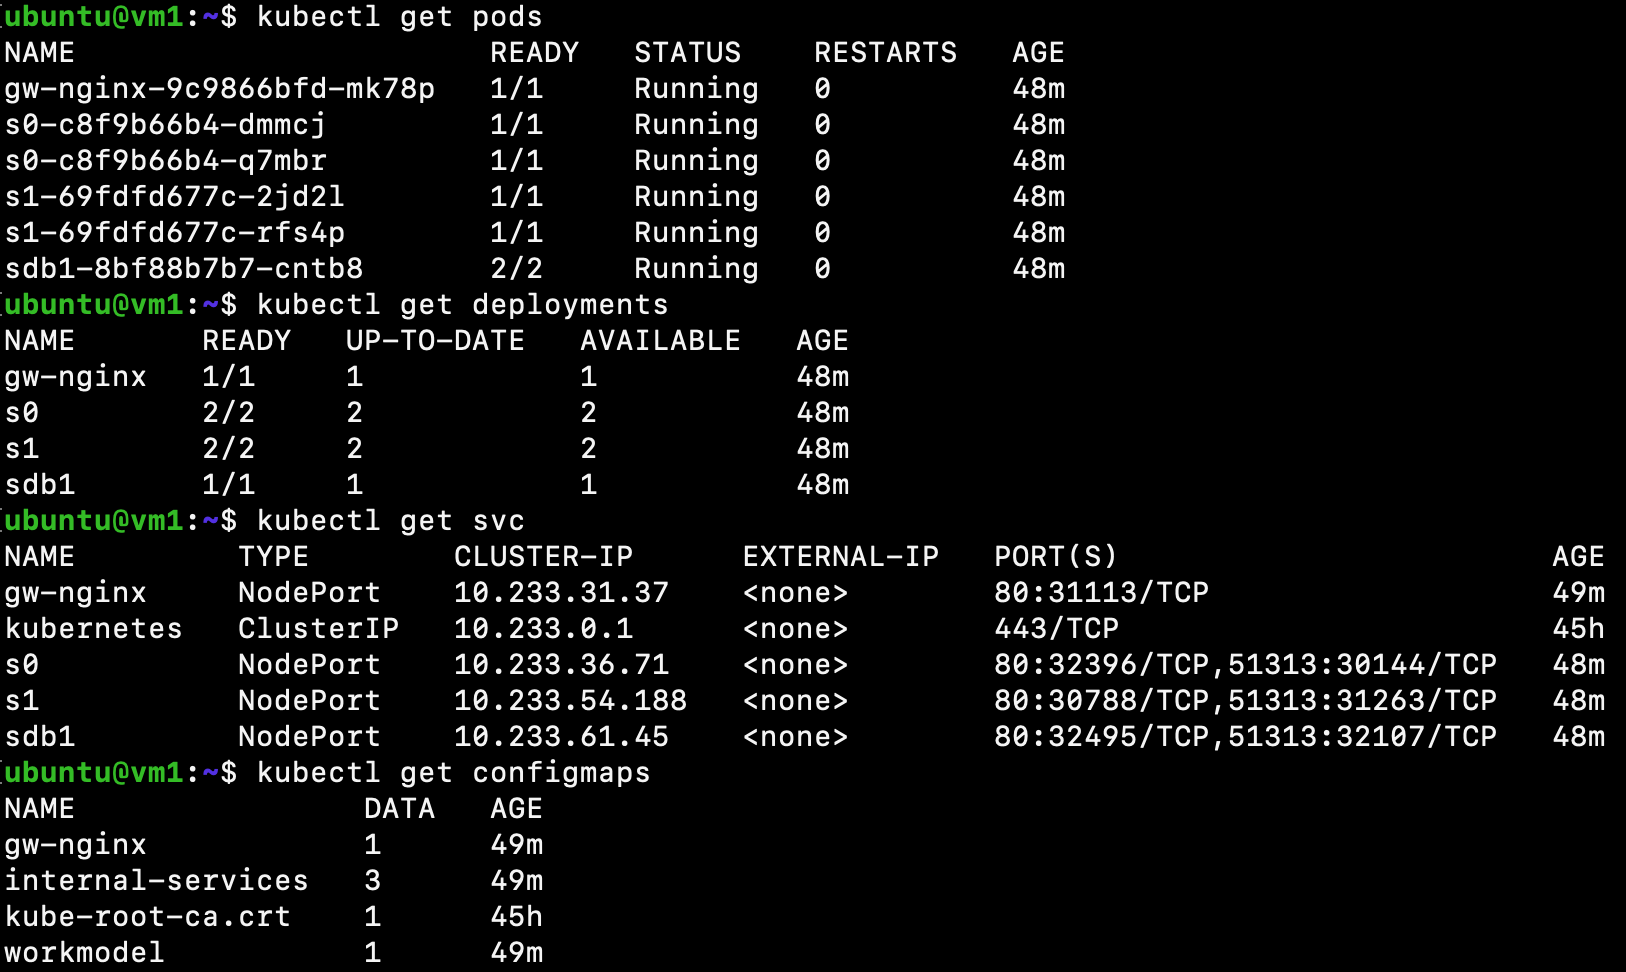 ubuntu@vm1:~$ kubectl get pods
NAME READY STATUS RESTARTS AGE
gw-nginx-9c9866bfd-mk78p 1/1 Running 0 48m
s0-c8f9b66b4-dmmcj 1/1 Running 0 48m
s0-c8f9b66b4-q7mbr 1/1 Running 0 48m
s1-69fdfd677c-2jd2l 1/1 Running 0 48m
s1-69fdfd677c-rfs4p 1/1 Running 0 48m
sdb1-8bf88b7b7-cntb8 2/2 Running 0 48m
ubuntu@vm1:~$ kubectl get deployments
NAME READY UP-TO-DATE AVAILABLE AGE
gw-nginx 1/1 1 1 48m
s0 2/2 2 2 48m
s1 2/2 2 2 48m
sdb1 1/1 1 1 48m
ubuntu@vm1:~$ kubectl get svc
NAME TYPE CLUSTER-IP EXTERNAL-IP PORT(S) AGE
gw-nginx NodePort 10.233.31.37 <none> 80:31113/TCP 49m
kubernetes ClusterIP 10.233.0.1 <none> 443/TCP 45h
s0 NodePort 10.233.36.71 <none> 80:32396/TCP,51313:30144/TCP 48m
s1 NodePort 10.233.54.188 <none> 80:30788/TCP,51313:31263/TCP 48m
sdb1 NodePort 10.233.61.45 <none> 80:32495/TCP,51313:32107/TCP 48m
ubuntu@vm1:~$ kubectl get configmaps
NAME DATA AGE
gw-nginx 1 49m
internal-services 3 49m
kube-root-ca.crt 1 45h
workmodel 1 49m